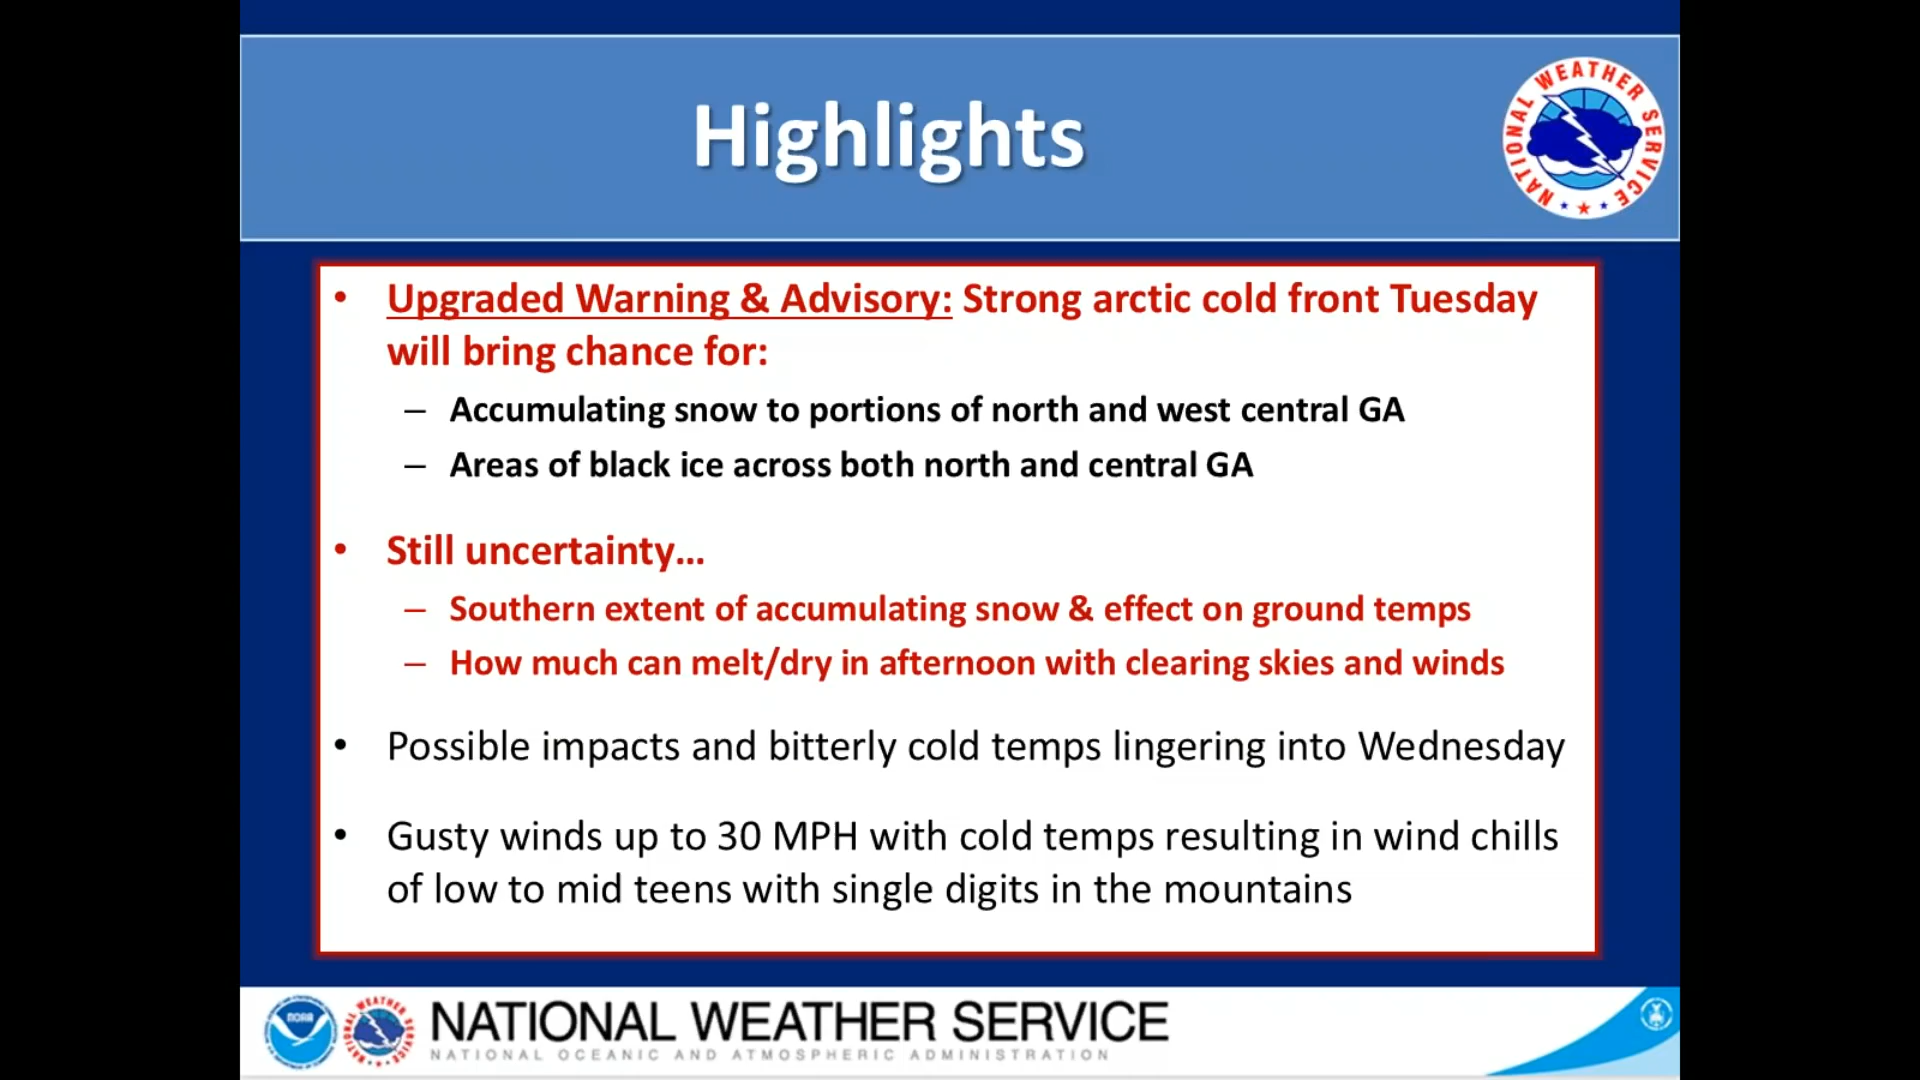 Highlights
NATIONAL WEATHER SERVICE
• Upgraded Warning & Advisory: Strong arctic cold front Tuesday
will bring chance for:
– Accumulating snow to portions of north and west central GA
– Areas of black ice across both north and central GA
• Still uncertainty...
– Southern extent of accumulating snow & effect on ground temps
– How much can melt/dry in afternoon with clearing skies and winds
• Possible impacts and bitterly cold temps lingering into Wednesday
• Gusty winds up to 30 MPH with cold temps resulting in wind chills
of low to mid teens with single digits in the mountains
NOAA
NATIONAL WEATHER SERVICE
NATIONAL OCEANIC AND ATMOSPHERIC ADMINISTRATION